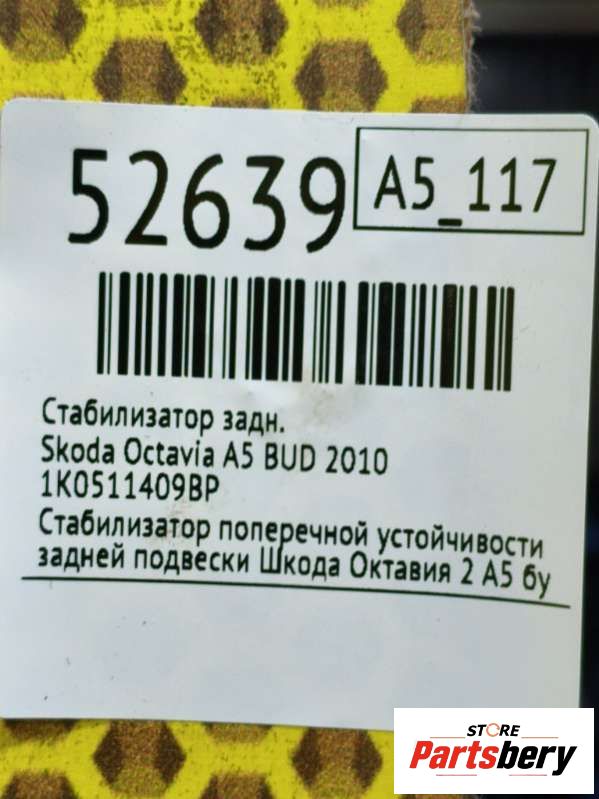 52639
A5_117
Стабилизатор задн.
Skoda Octavia A5 BUD 2010
1K0511409BP
Стабилизатор поперечной устойчивости
задней подвески Шкода Октавия 2 А5 бу
STORE
Partsbery